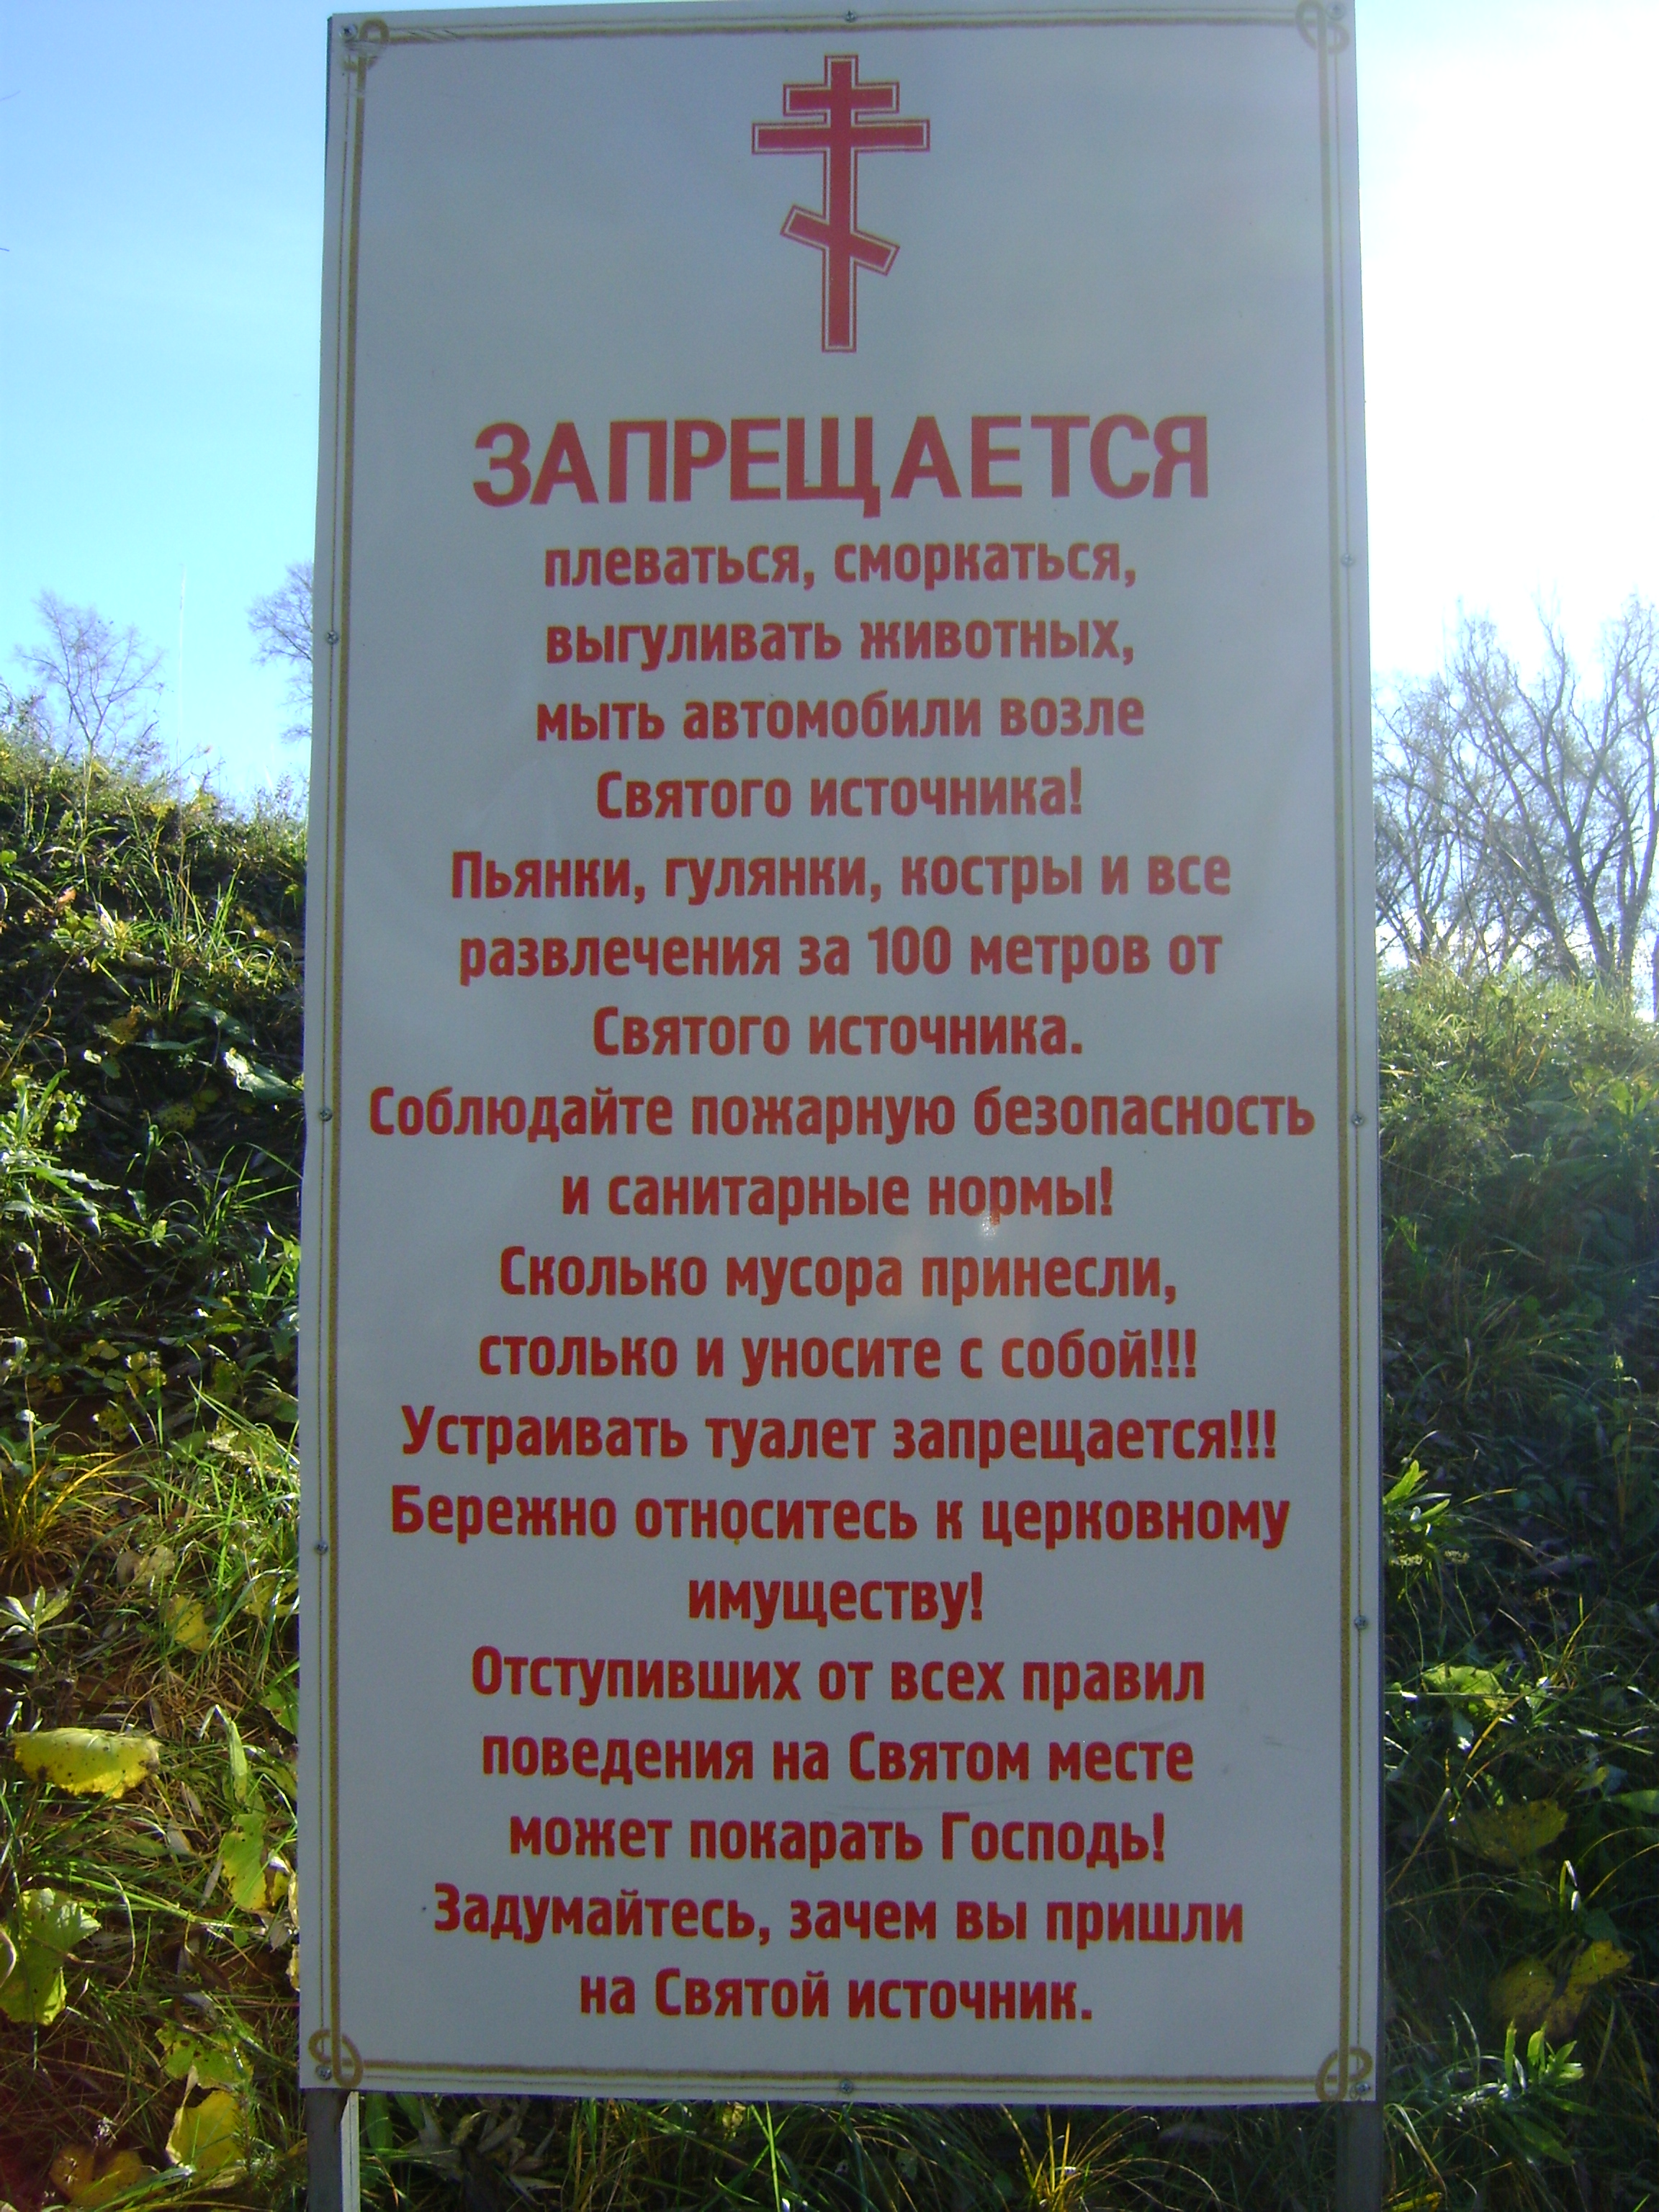 ЗАПРЕЩАЕТСЯ
плеваться, сморкаться,
выгуливать животных,
мыть автомобили возле
Святого источника!
Пьянки, гулянки, костры и все
развлечения за 100 метров от
Святого источника.
Соблюдайте пожарную безопасность
и санитарные нормы!
Сколько мусора принесли,
столько и уносите с собой!!!
Устраивать туалет запрещается!!!
Бережно относитесь к церковному
имуществу!
Отступивших от всех правил
поведения на Святом месте
может покарать Господь!
Задумайтесь, зачем вы пришли
на Святой источник.